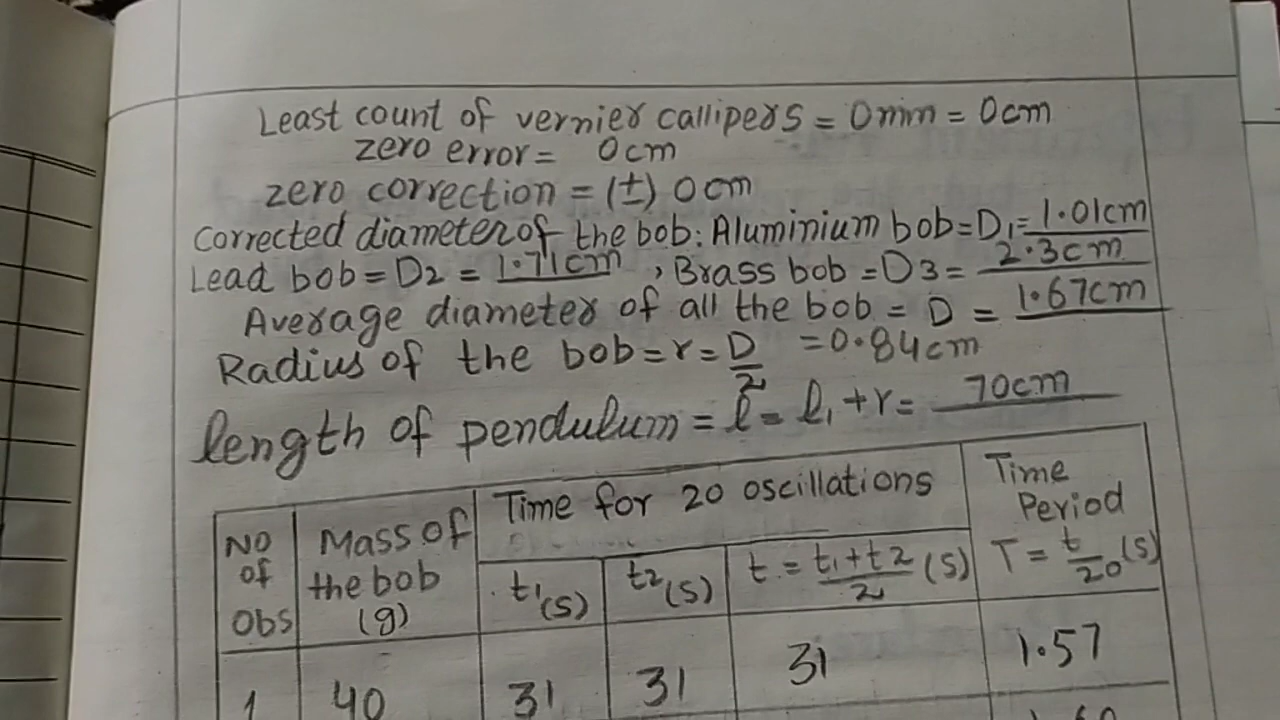 Least count of vernier callipers = 0mm = 0cm
zero error = 0cm
zero correction = (±) 0cm
Corrected diameter of the bob: Aluminium bob = D1 = 1.01cm
Lead bob = D2 = 1.71cm, Brass bob = D3 = 2.3cm
Average diameter of all the bob = D = 1.67cm
Radius of the bob = r = D/2 = 0.84cm
length of pendulum = l = l1 + r = 70cm
NO of Obs
Mass of the bob (g)
Time for 20 oscillations
t1(s)
t2(s)
t = t1+t2/2 (s)
Time Period T = t/20 (s)
1 40 31 31 31 1.57